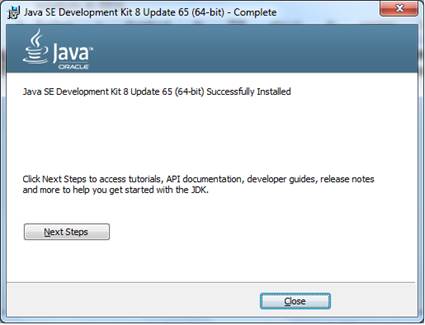 Java SE Development Kit 8 Update 65 (64-bit) - Complete
Java™
ORACLE
Java SE Development Kit 8 Update 65 (64-bit) Successfully Installed
Click Next Steps to access tutorials, API documentation, developer guides, release notes
and more to help you get started with the JDK.
Next Steps
Close